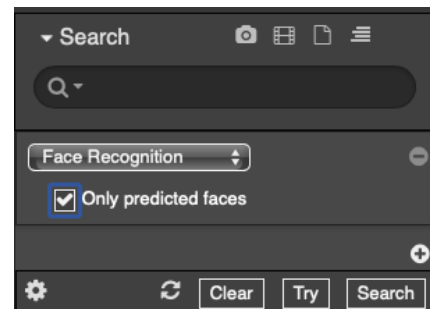 Search
Face Recognition
Only predicted faces
Clear Try Search